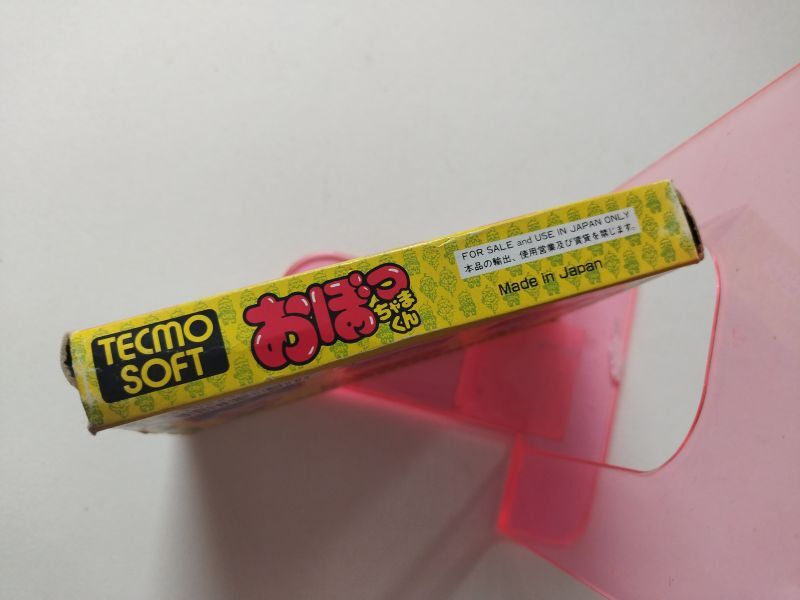 TECMO
SOFT
おぼっ
ちゃま
くん
FOR SALE and USE IN JAPAN ONLY
本品の輸出、使用営業及び賃貸を禁じます。
Made in Japan